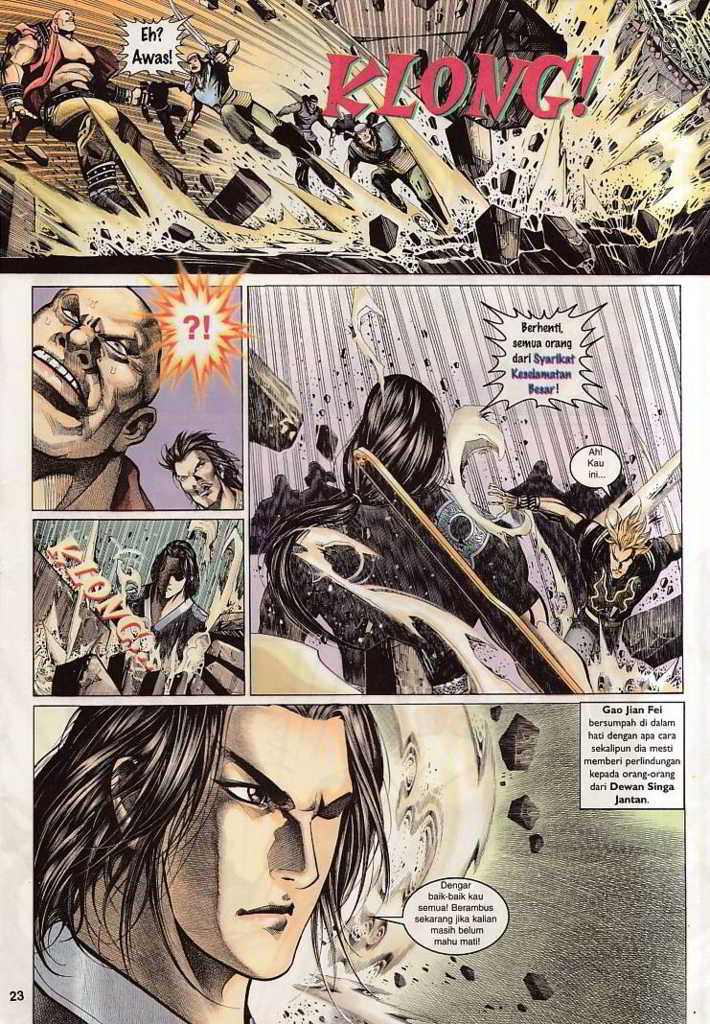 Eh?
Awas!
KLONG!
?!
Berhenti,
semua orang
dari Syarikat
Keselamatan
Besar!
Ah!
Kau
ini...
KLONG!
Gao Jian Fei
bersumpah di dalam
hati dengan apa cara
sekalipun dia mesti
memberi perlindungan
kepada orang-orang
dari Dewan Singa
Jantan.
Dengar
baik-baik kau
semua! Berambus
sekarang jika kalian
masih belum
mahu mati!
23